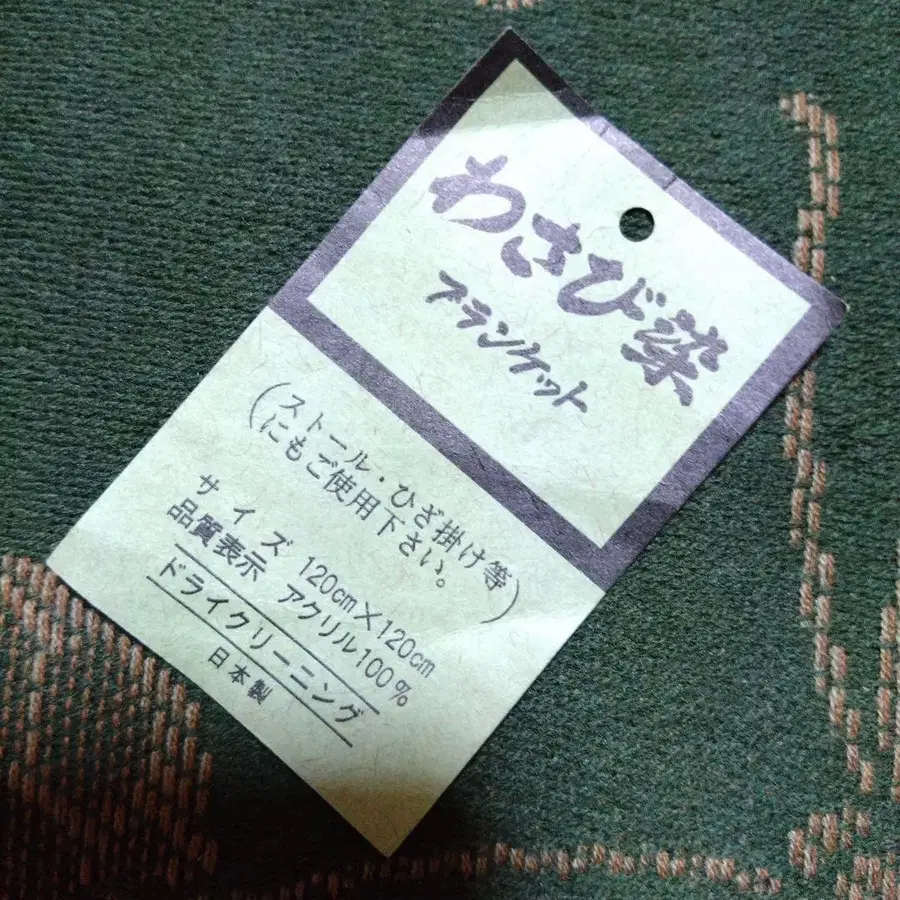 わさび染
ブランケット
(ストール・ひざ掛け等
にもご使用下さい。)
サイズ 120cm×120cm
品質表示 アクリル100%
ドライクリーニング
日本製